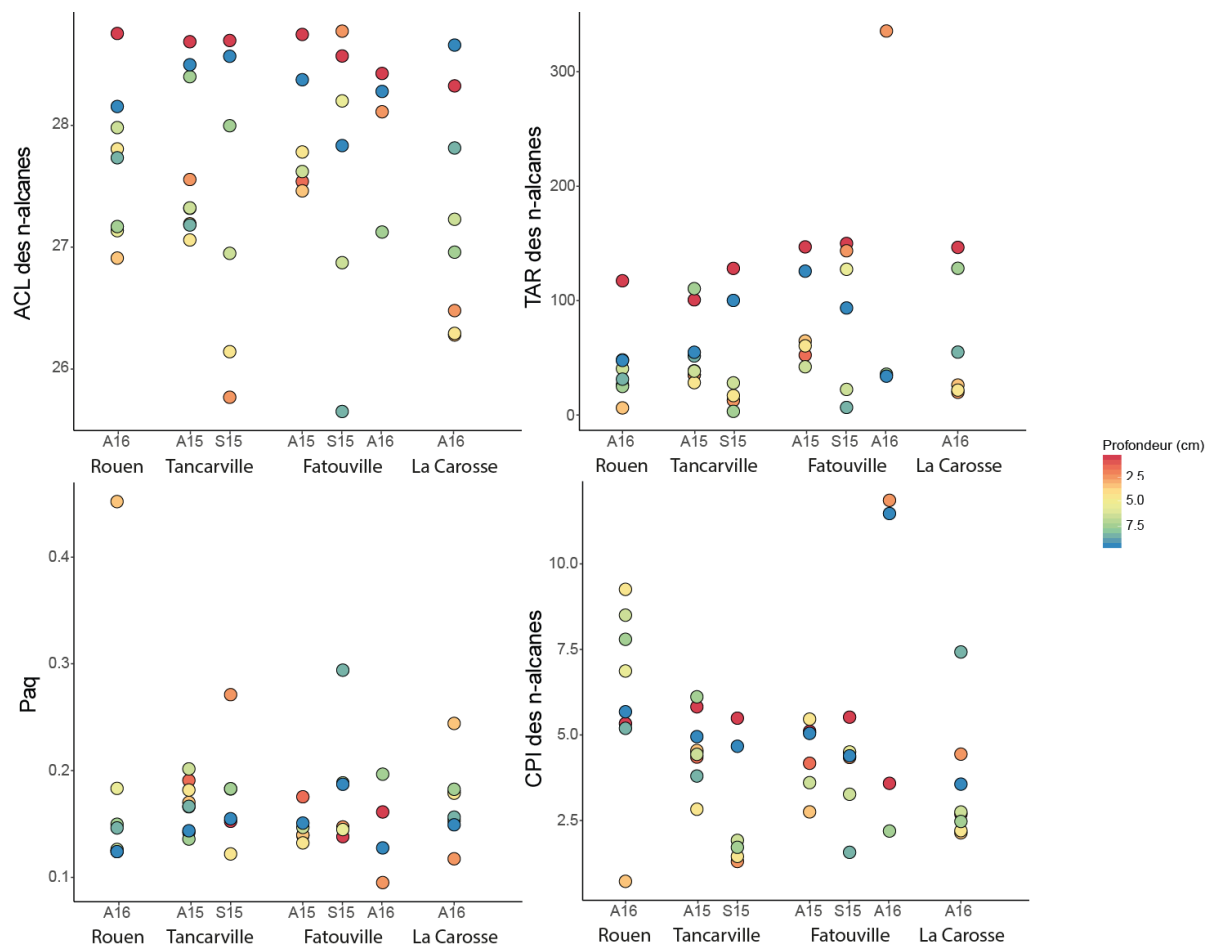 ACL des n-alcanes
28
27
26
A16 A15 S15 A15 S15 A16 A16
Rouen Tancarville Fatouville La Carosse
TAR des n-alcanes
300
200
100
0
A16 A15 S15 A15 S15 A16 A16
Rouen Tancarville Fatouville La Carosse
Profondeur (cm)
2.5
5.0
7.5
Paq
0.4
0.3
0.2
0.1
A16 A15 S15 A15 S15 A16 A16
Rouen Tancarville Fatouville La Carosse
CPI des n-alcanes
10.0
7.5
5.0
2.5
A16 A15 S15 A15 S15 A16 A16
Rouen Tancarville Fatouville La Carosse